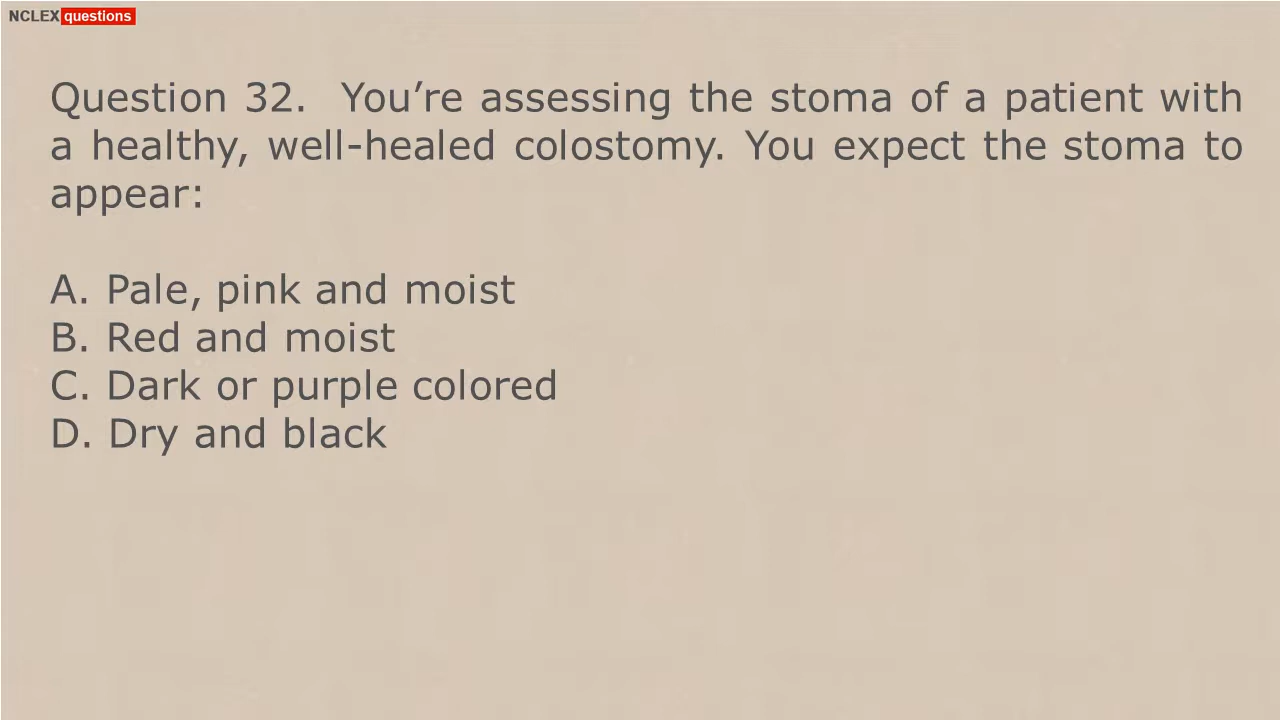 NCLEX questions
Question 32. You’re assessing the stoma of a patient with
a healthy, well-healed colostomy. You expect the stoma to
appear:
A. Pale, pink and moist
B. Red and moist
C. Dark or purple colored
D. Dry and black